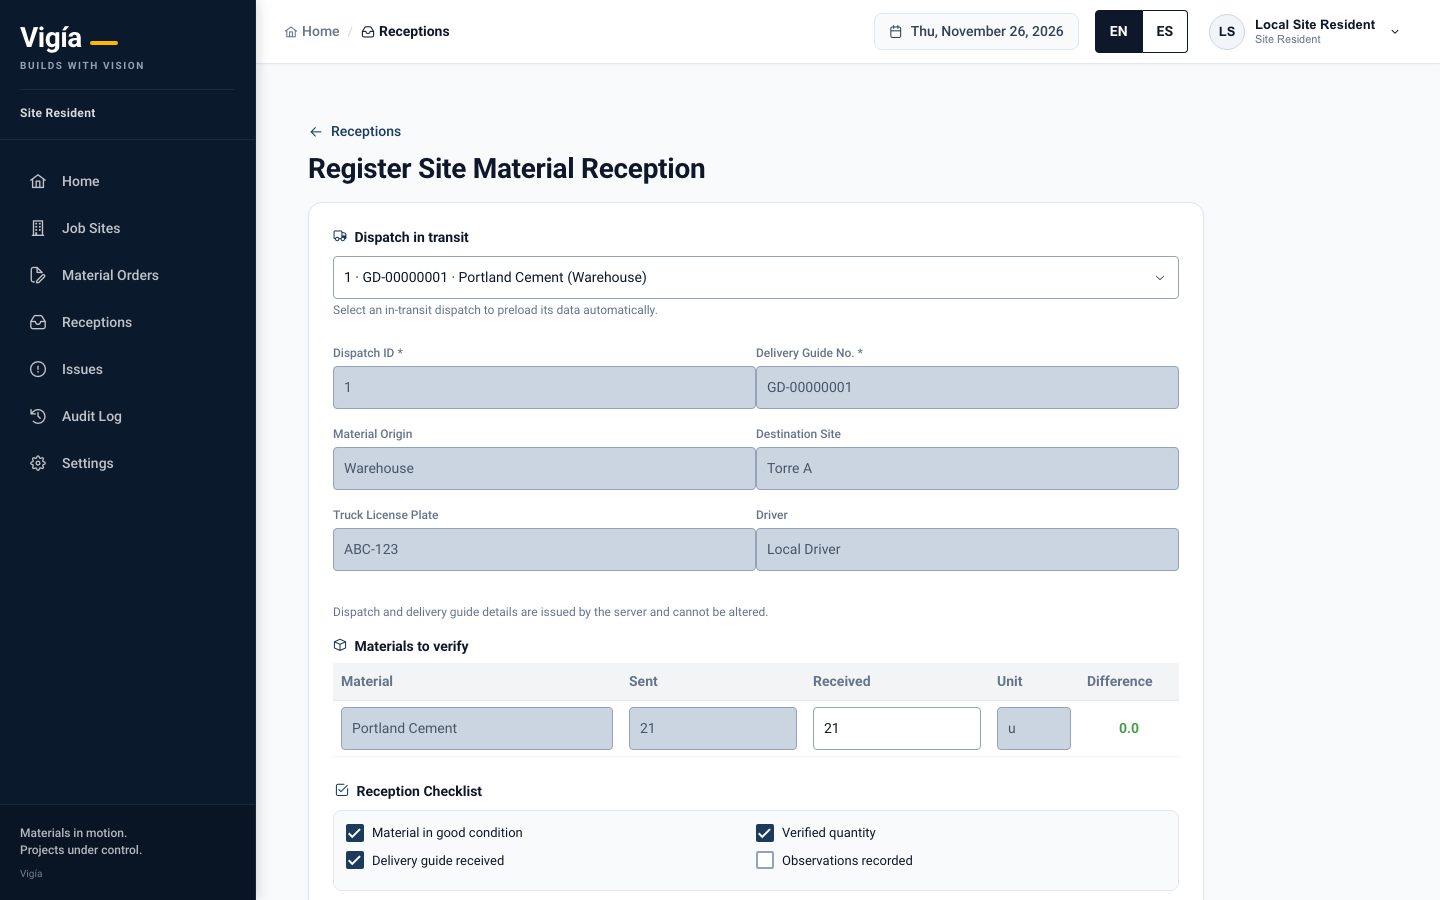 Vigía
BUILDS WITH VISION
Site Resident
Home
Job Sites
Material Orders
Receptions
Issues
Audit Log
Settings
Materials in motion.
Projects under control.
Vigía
Home / Receptions
Thu, November 26, 2026
EN ES
LS
Local Site Resident
Site Resident
Receptions
Register Site Material Reception
Dispatch in transit
1 · GD-00000001 · Portland Cement (Warehouse)
Select an in-transit dispatch to preload its data automatically.
Dispatch ID * Delivery Guide No. *
1 GD-00000001
Material Origin Destination Site
Warehouse Torre A
Truck License Plate Driver
ABC-123 Local Driver
Dispatch and delivery guide details are issued by the server and cannot be altered.
Materials to verify
Material Sent Received Unit Difference
Portland Cement 21 21 u 0.0
Reception Checklist
Material in good condition Verified quantity
Delivery guide received Observations recorded